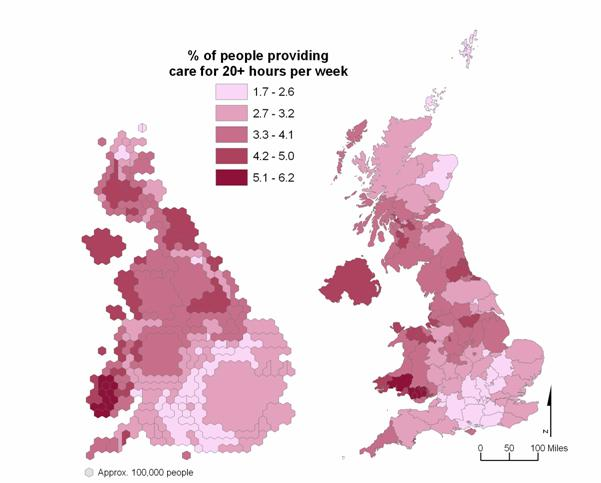 % of people providing
care for 20+ hours per week
1.7 - 2.6
2.7 - 3.2
3.3 - 4.1
4.2 - 5.0
5.1 - 6.2
N
0 50 100 Miles
Approx. 100,000 people